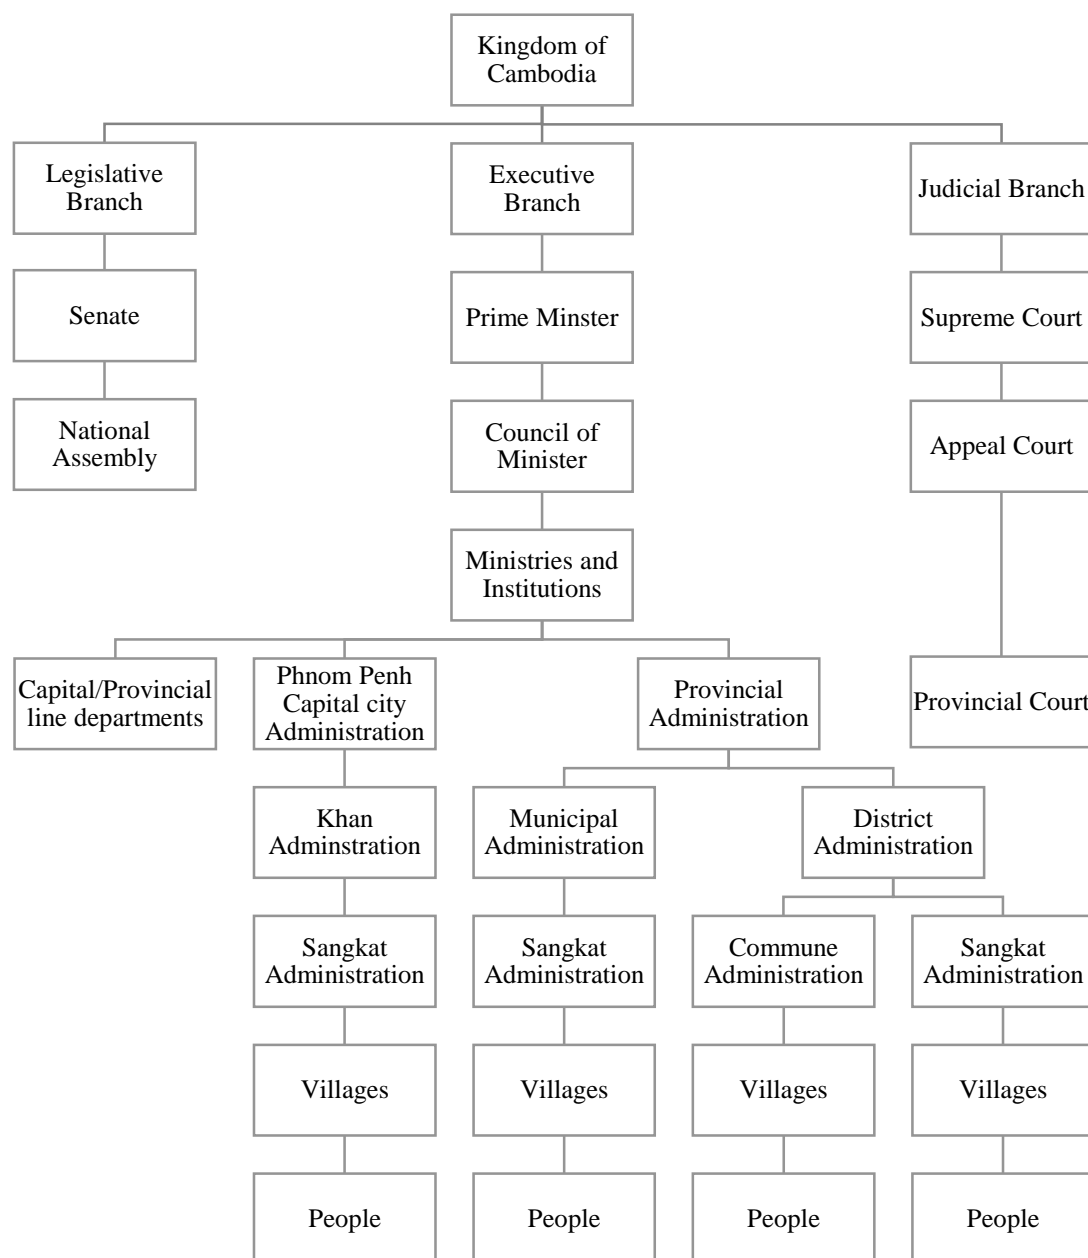 Kingdom of
Cambodia
Legislative
Branch
Executive
Branch
Judicial Branch
Senate
Prime Minster
Supreme Court
National
Assembly
Council of
Minister
Appeal Court
Ministries and
Institutions
Capital/Provincial
line departments
Phnom Penh
Capital city
Administration
Provincial
Administration
Provincial Court
Khan
Adminstration
Municipal
Administration
District
Administration
Sangkat
Administration
Sangkat
Administration
Commune
Administration
Sangkat
Administration
Villages
Villages
Villages
Villages
People
People
People
People